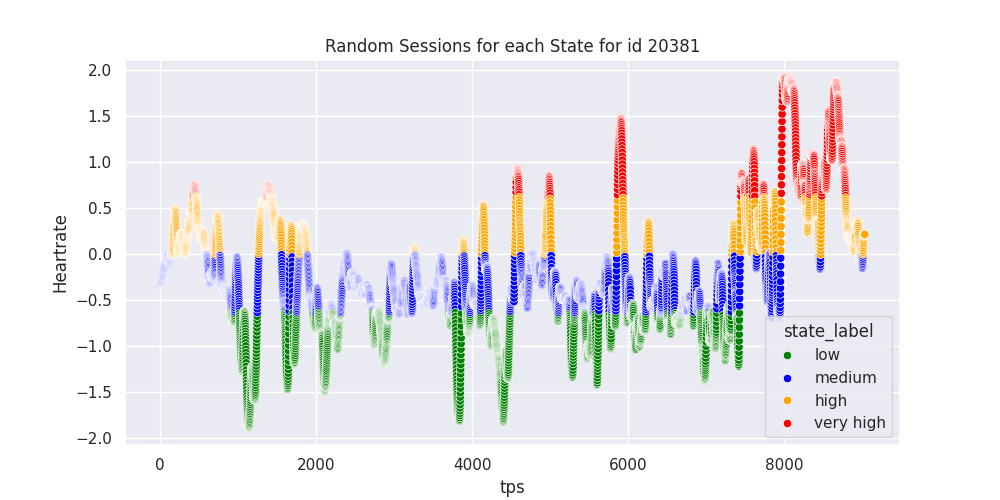 Random Sessions for each State for id 20381
Heartrate
2.0
1.5
1.0
0.5
0.0
−0.5
−1.0
−1.5
−2.0
0 2000 4000 6000 8000
tps
state_label
low
medium
high
very high